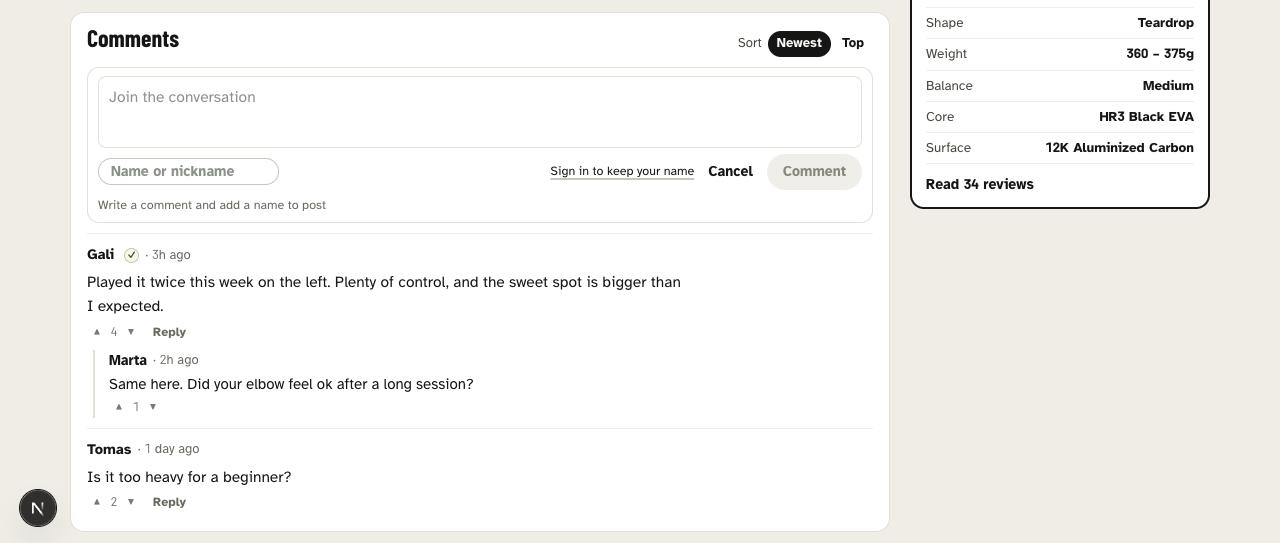 Comments
Sort Newest Top
Join the conversation
Name or nickname
Sign in to keep your name Cancel Comment
Write a comment and add a name to post
Gali · 3h ago
Played it twice this week on the left. Plenty of control, and the sweet spot is bigger than
I expected.
▲ 4 ▼ Reply
Marta · 2h ago
Same here. Did your elbow feel ok after a long session?
▲ 1 ▼
Tomas · 1 day ago
Is it too heavy for a beginner?
▲ 2 ▼ Reply
N
Shape Teardrop
Weight 360 – 375g
Balance Medium
Core HR3 Black EVA
Surface 12K Aluminized Carbon
Read 34 reviews